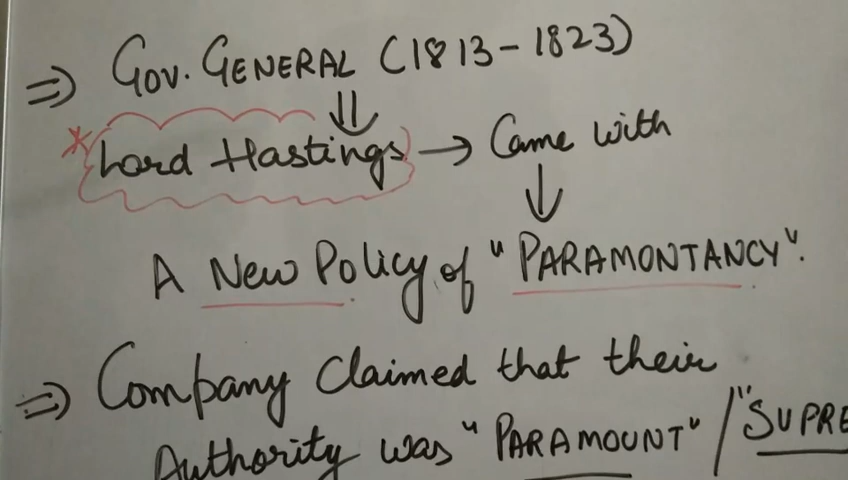 ⇒ GOV. GENERAL (1813-1823)
⇓
* Lord Hastings → Came with
↓
A New Policy of "PARAMONTANCY".
⇒ Company Claimed that their
Authority was "PARAMOUNT" / "SUPRE